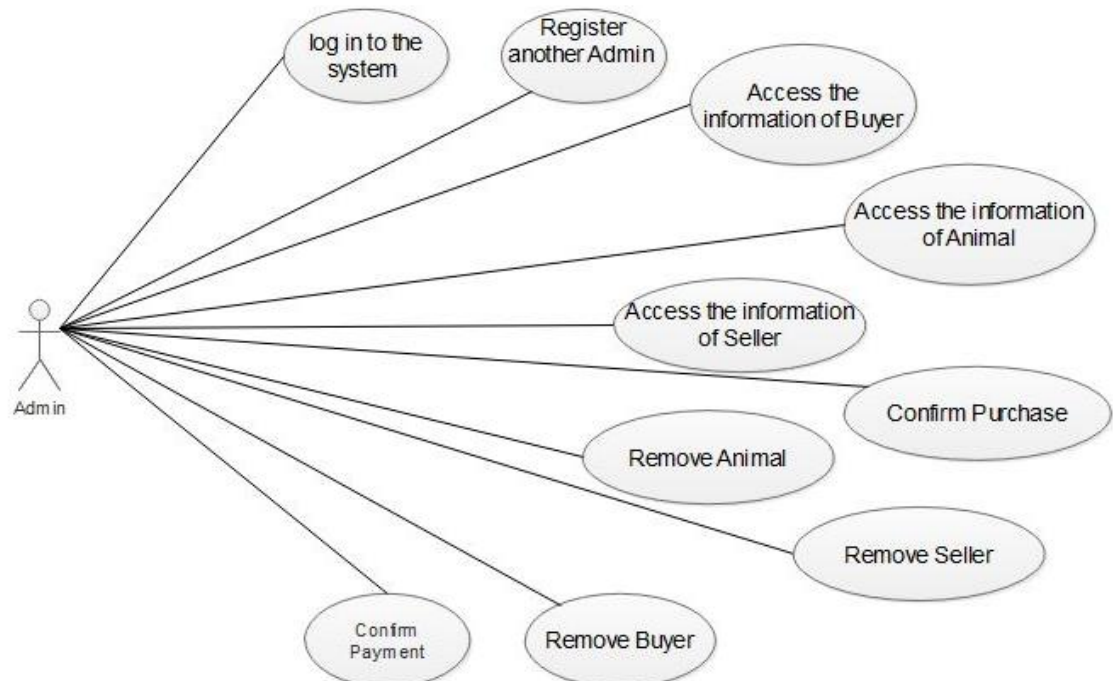 log in to the
system
Register
another Admin
Access the
information of Buyer
Access the information
of Animal
Access the information
of Seller
Admin
Confirm Purchase
Remove Animal
Remove Seller
Confirm
Payment
Remove Buyer